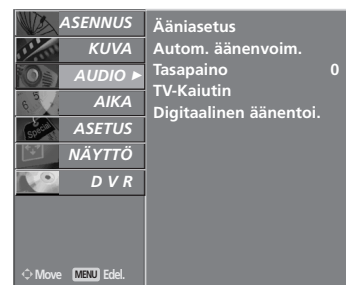 ASENNUS
KUVA
AUDIO ►
AIKA
ASETUS
NÄYTTÖ
D V R
Ääniasetus
Autom. äänenvoim.
Tasapaino 0
TV-Kaiutin
Digitaalinen äänentoi.
Move MENU Edel.